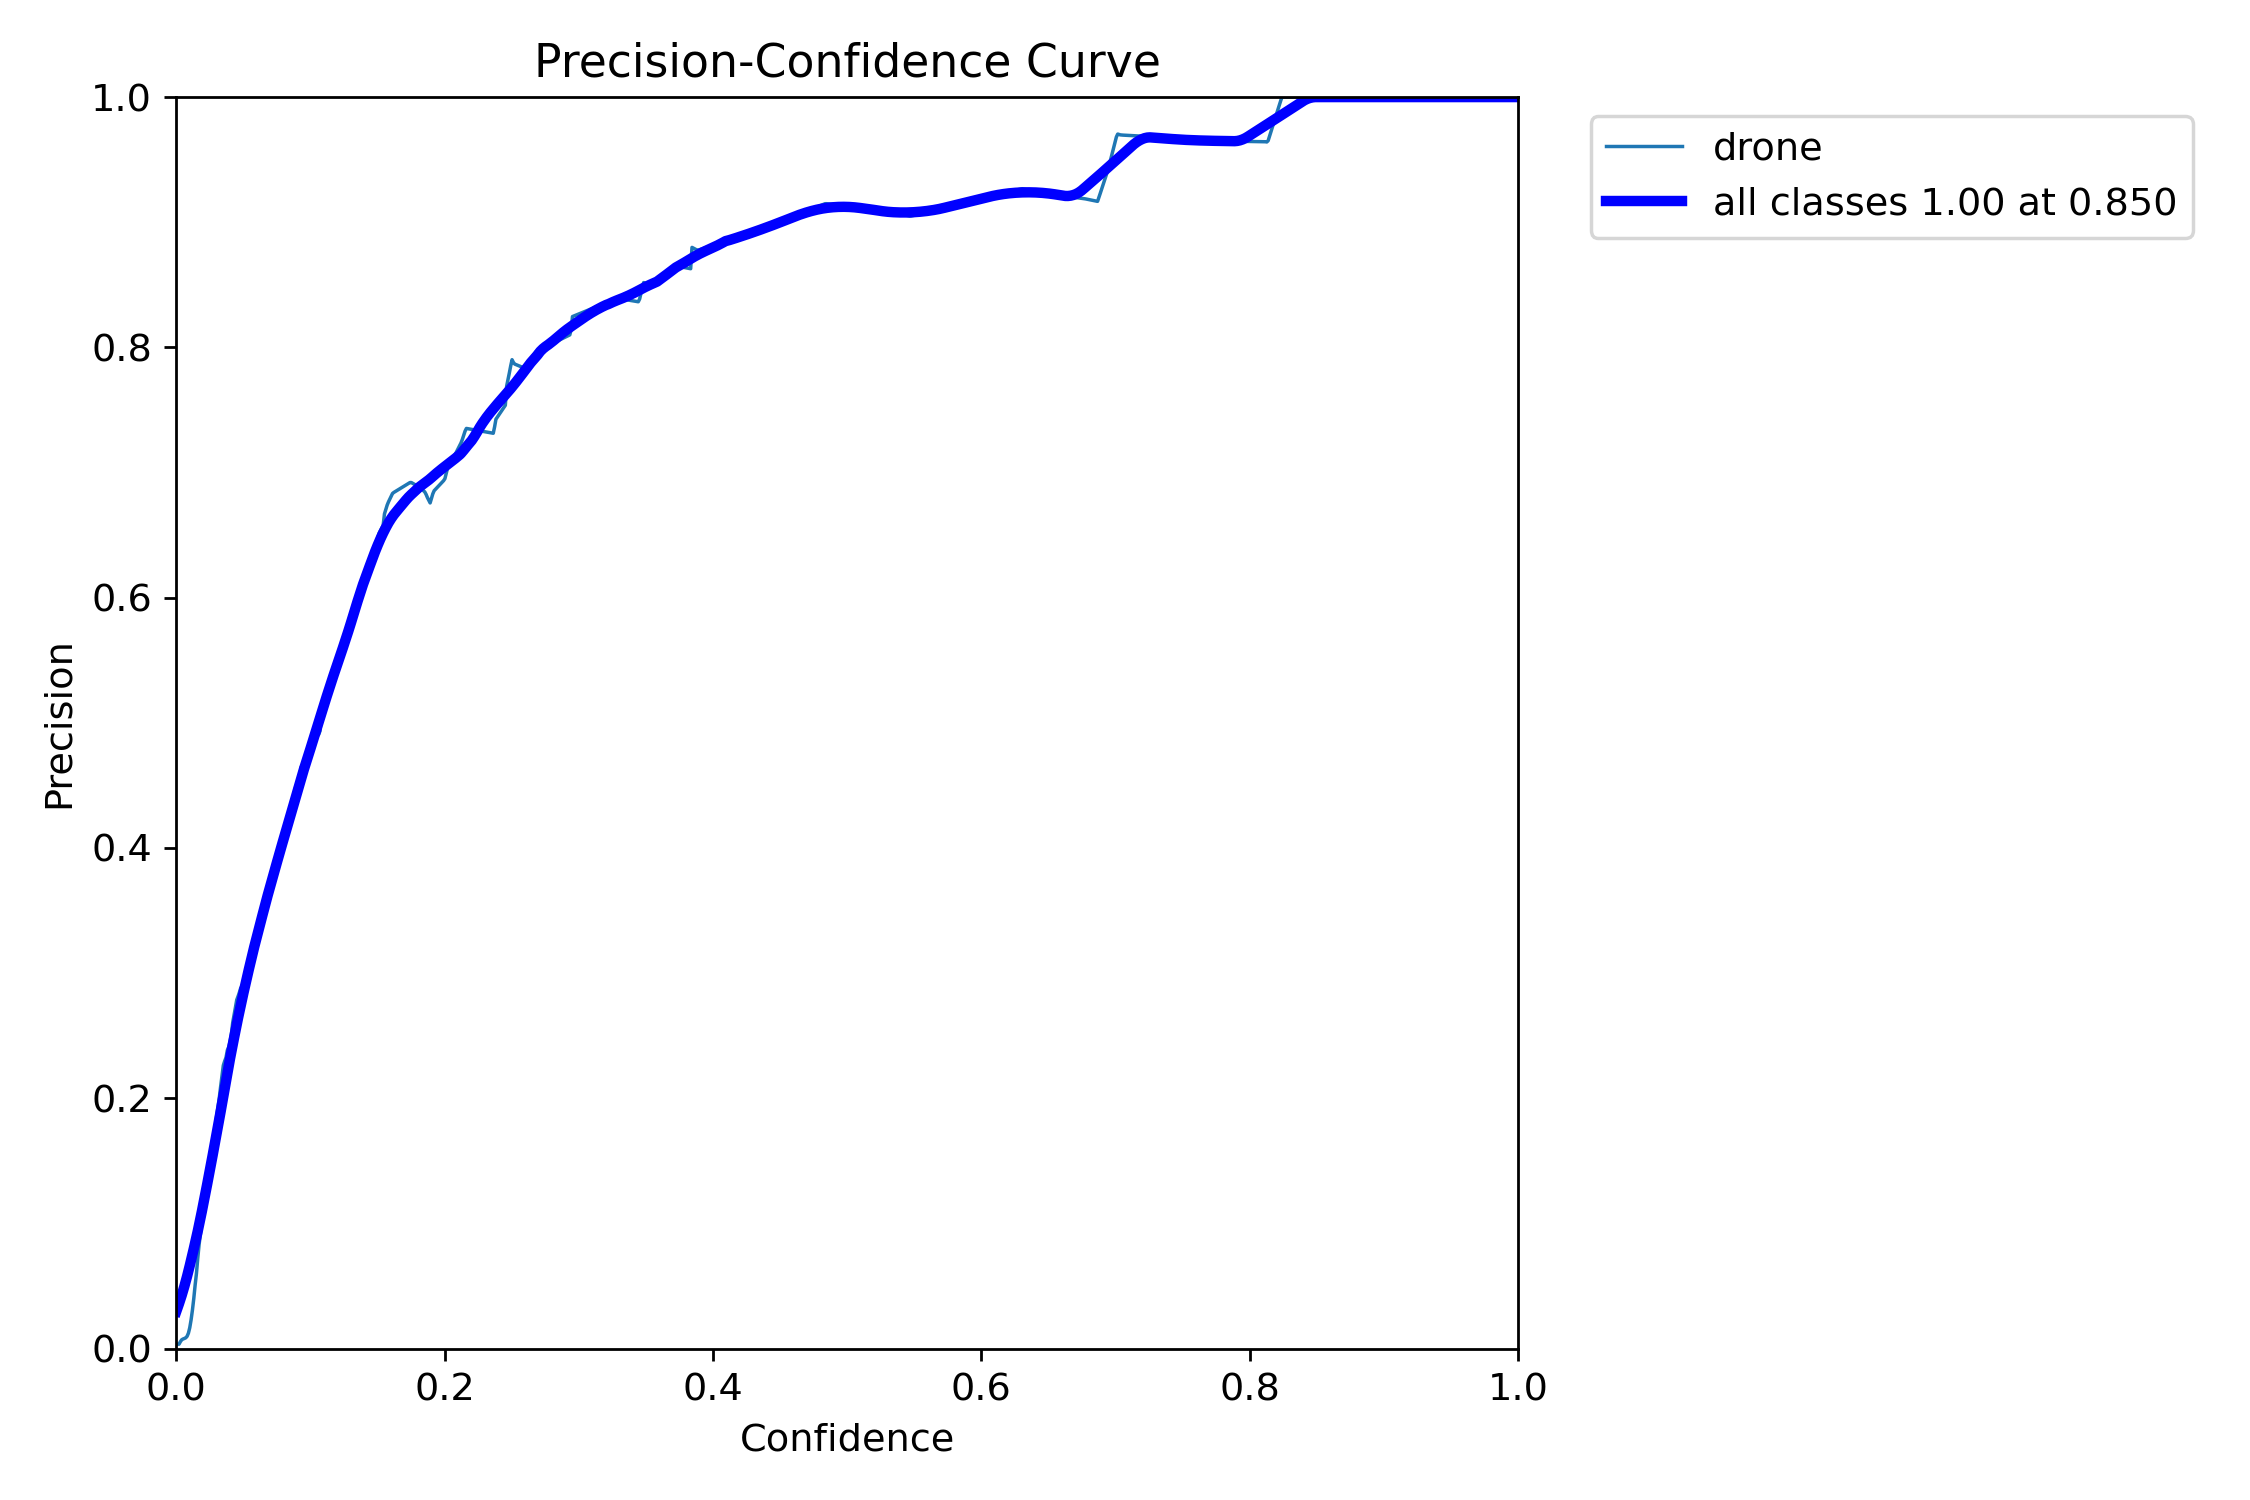 Precision-Confidence Curve
1.0
0.8
0.6
0.4
0.2
0.0
Precision
0.0 0.2 0.4 0.6 0.8 1.0
Confidence
drone
all classes 1.00 at 0.850